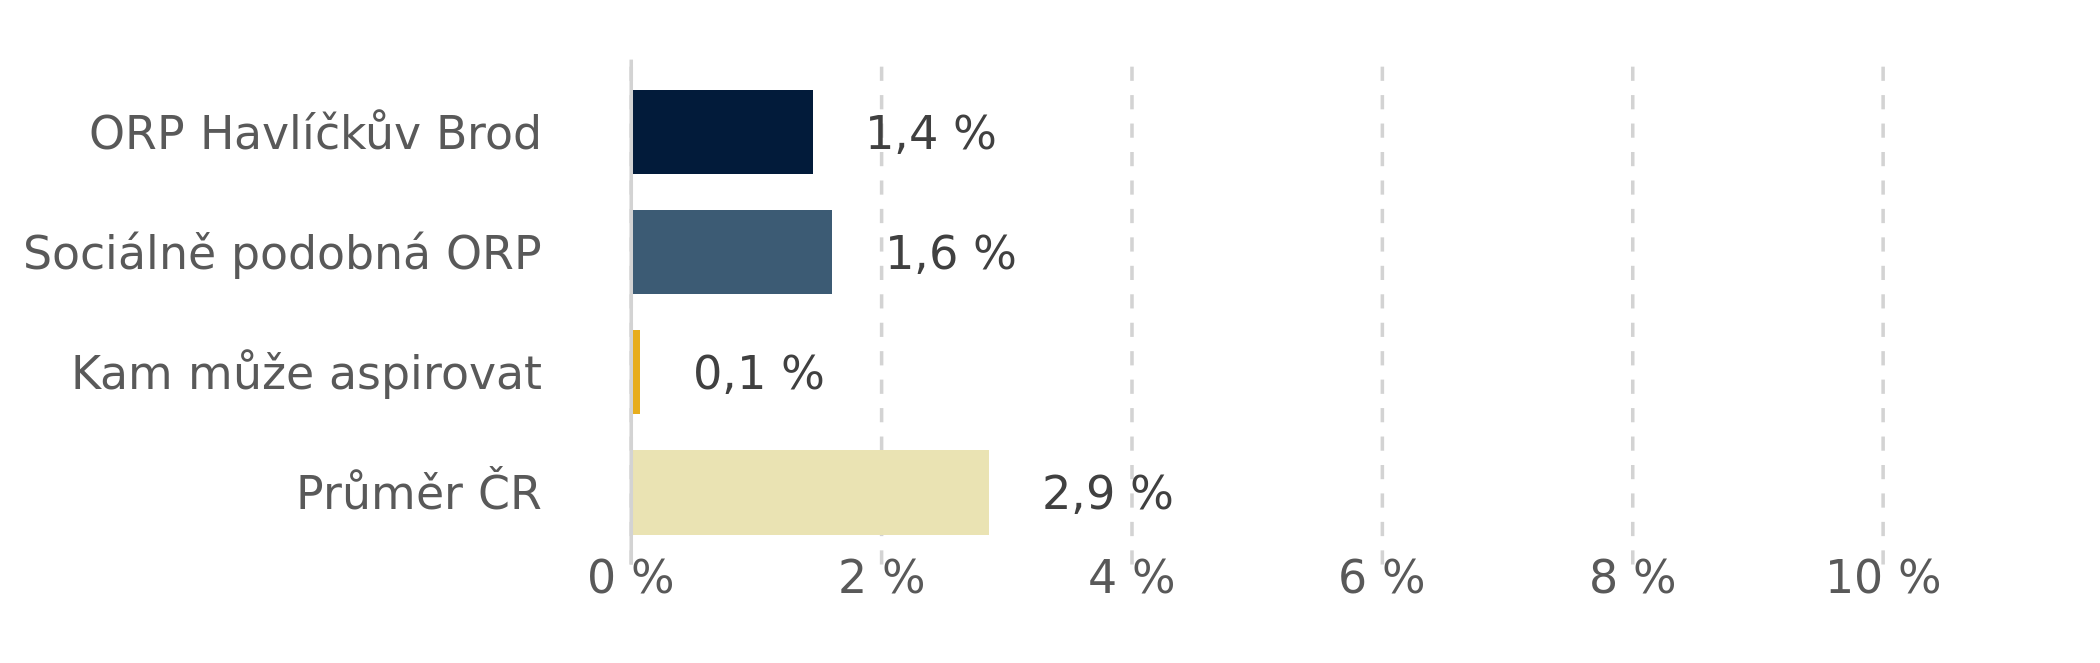 ORP Havlíčkův Brod 1,4 %
Sociálně podobná ORP 1,6 %
Kam může aspirovat 0,1 %
Průměr ČR 2,9 %
0 % 2 % 4 % 6 % 8 % 10 %